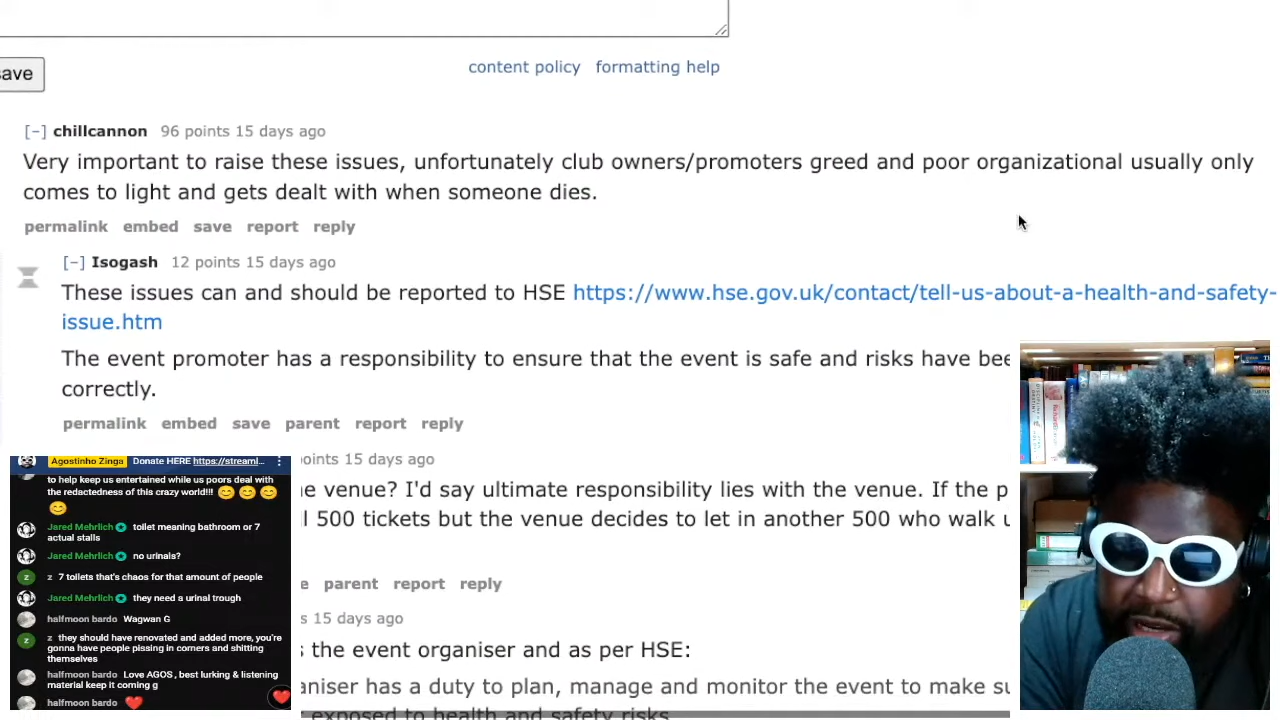 save
content policy formatting help
[–] chillcannon 96 points 15 days ago
Very important to raise these issues, unfortunately club owners/promoters greed and poor organizational usually only
comes to light and gets dealt with when someone dies.
permalink embed save report reply
[–] Isogash 12 points 15 days ago
These issues can and should be reported to HSE https://www.hse.gov.uk/contact/tell-us-about-a-health-and-safety-
issue.htm
The event promoter has a responsibility to ensure that the event is safe and risks have bee
correctly.
permalink embed save parent report reply
oints 15 days ago
e venue? I'd say ultimate responsibility lies with the venue. If the p
l 500 tickets but the venue decides to let in another 500 who walk u
e parent report reply
s 15 days ago
s the event organiser and as per HSE:
aniser has a duty to plan, manage and monitor the event to make su
exposed to health and safety risks
Agostinho Zinga Donate HERE https://streaml...
to help keep us entertained while us poors deal with
the redactedness of this crazy world!!! 😊 😊 😊
😊
Jared Mehrlich toilet meaning bathroom or 7
actual stalls
Jared Mehrlich no urinals?
z 7 toilets that's chaos for that amount of people
Jared Mehrlich they need a urinal trough
halfmoon bardo Wagwan G
z they should have renovated and added more, you're
gonna have people pissing in corners and shitting
themselves
halfmoon bardo Love AGOS , best lurking & listening
material keep it coming g
halfmoon bardo ❤️